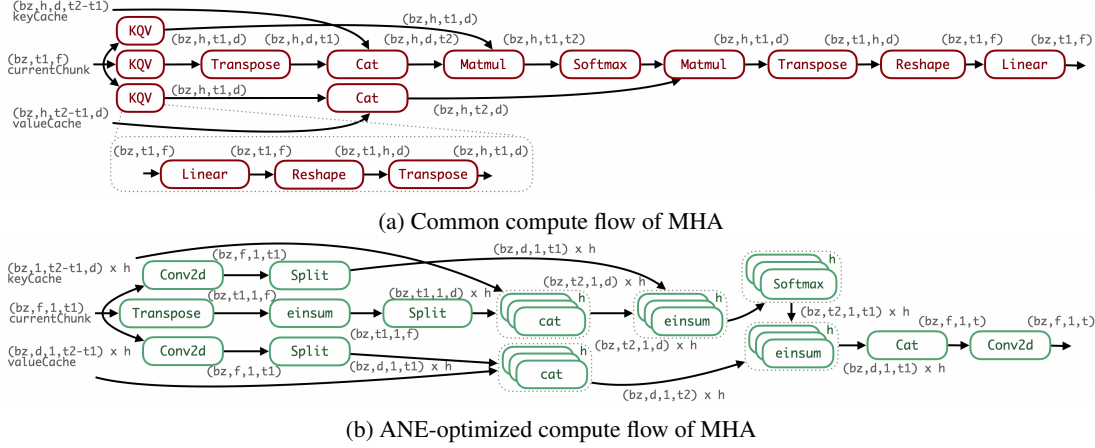 (bz,h,d,t2-t1)
keyCache
(bz,t1,f)
currentChunk
(bz,h,t2-t1,d)
valueCache
KQV
KQV
KQV
(bz,h,t1,d)
(bz,h,t1,d)
(bz,h,t1,d)
Transpose
(bz,h,d,t1)
Cat
Cat
(bz,h,d,t2)
Matmul
(bz,h,t1,t2)
Softmax
(bz,h,t2,d)
Matmul
(bz,h,t1,d)
Transpose
(bz,t1,h,d)
Reshape
(bz,t1,f)
Linear
(bz,t1,f)
(bz,t1,f)
Linear
(bz,t1,f)
Reshape
(bz,t1,h,d)
Transpose
(bz,h,t1,d)
(a) Common compute flow of MHA
(bz,1,t2-t1,d) x h
keyCache
(bz,f,1,t1)
currentChunk
(bz,d,1,t2-t1) x h
valueCache
Conv2d
(bz,f,1,t1)
Split
(bz,d,1,t1) x h
Transpose
(bz,t1,1,f)
einsum
(bz,t1,1,f)
Split
(bz,t1,1,d) x h
Conv2d
(bz,f,1,t1)
Split
(bz,d,1,t1) x h
h
cat
(bz,t2,1,d) x h
h
cat
(bz,d,1,t2) x h
h
einsum
(bz,t2,1,d) x h
h
Softmax
(bz,t2,1,t1) x h
h
einsum
(bz,d,1,t1) x h
Cat
(bz,f,1,t)
Conv2d
(bz,f,1,t)
(b) ANE-optimized compute flow of MHA